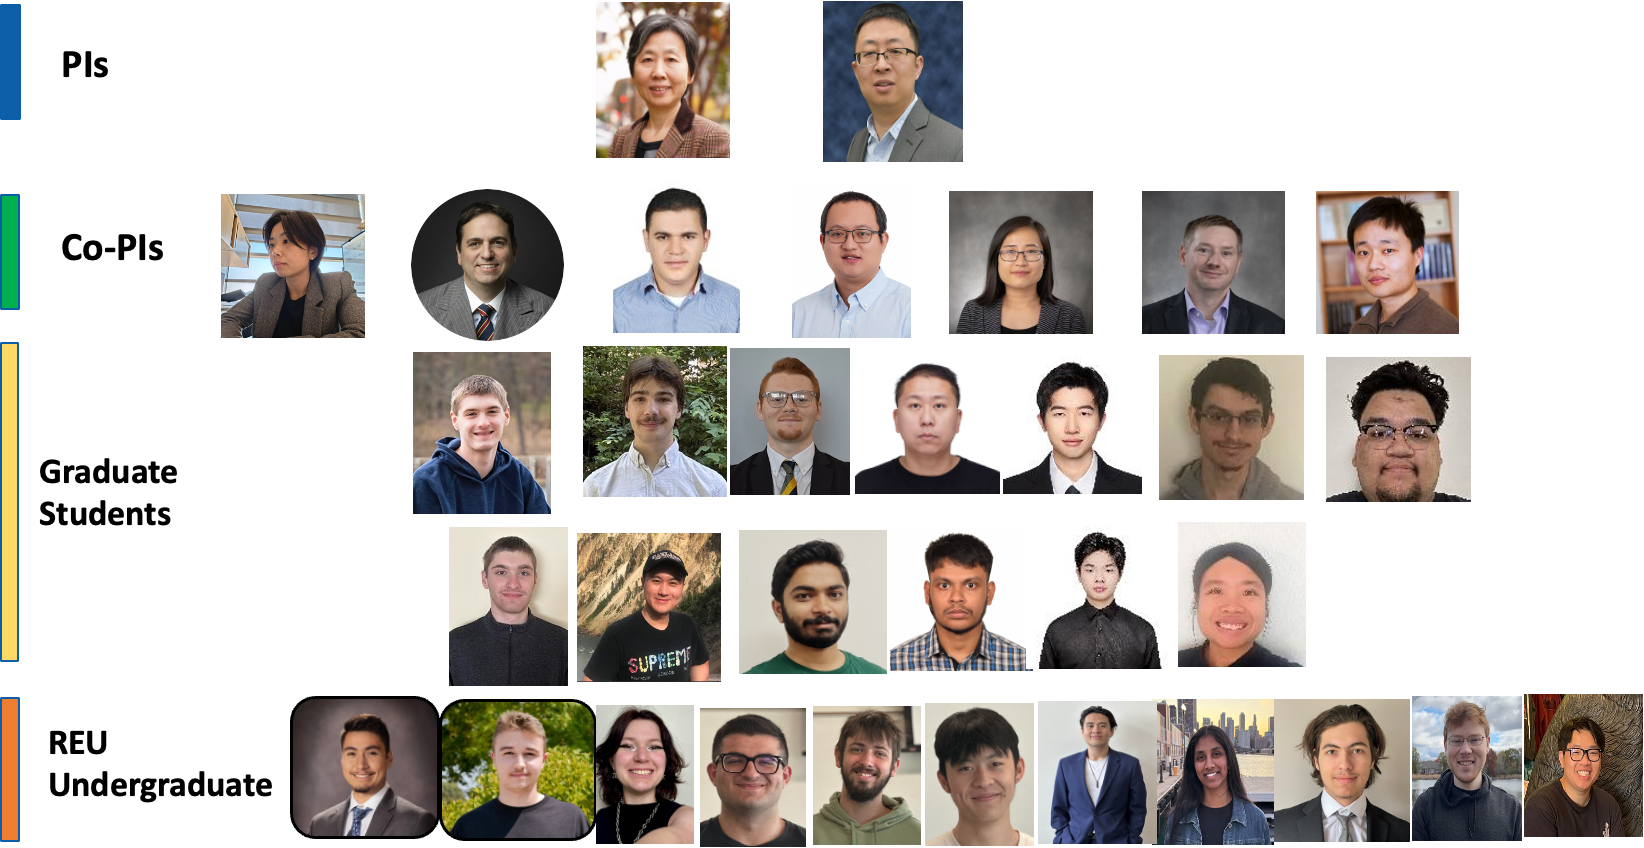 PIs
Co-PIs
Graduate
Students
SUPREME
REU
Undergraduate